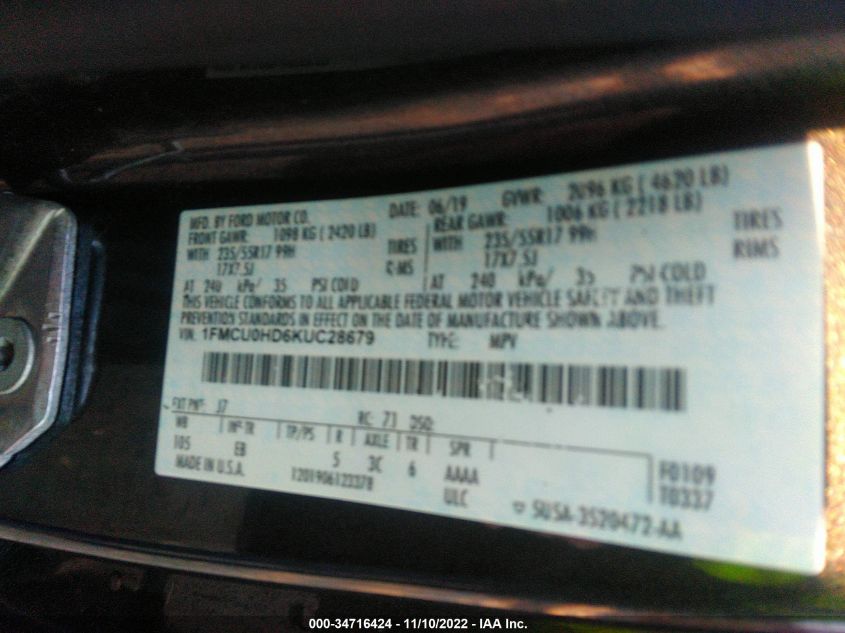 MFD. BY FORD MOTOR CO. DATE: 06/19 GVWR: 2096 KG ( 4620 LB)
FRONT GAWR: 1098 KG ( 2420 LB) REAR GAWR: 1006 KG ( 2218 LB)
WITH 235/55R17 99H TIRES WITH 235/55R17 99H TIRES
17X7.5J RIMS 17X7.5J RIMS
AT 240 kPa/ 35 PSI COLD AT 240 kPa/ 35 PSI COLD
THIS VEHICLE CONFORMS TO ALL APPLICABLE FEDERAL MOTOR VEHICLE SAFETY AND THEFT
PREVENTION STANDARDS IN EFFECT ON THE DATE OF MANUFACTURE SHOWN ABOVE.
VIN: 1FMCU0HD6KUC28679 TYPE: MPV
EXT PNT: J7 RC: 73 DSO:
WB INT-TR TP/PS R AXLE TR SPR
105 EB 5 3C 6 AAAA F0109
MADE IN U.S.A. 1201906123378 ULC T0337
5U5A-3520472-AA
000-34716424 - 11/10/2022 - IAA Inc.